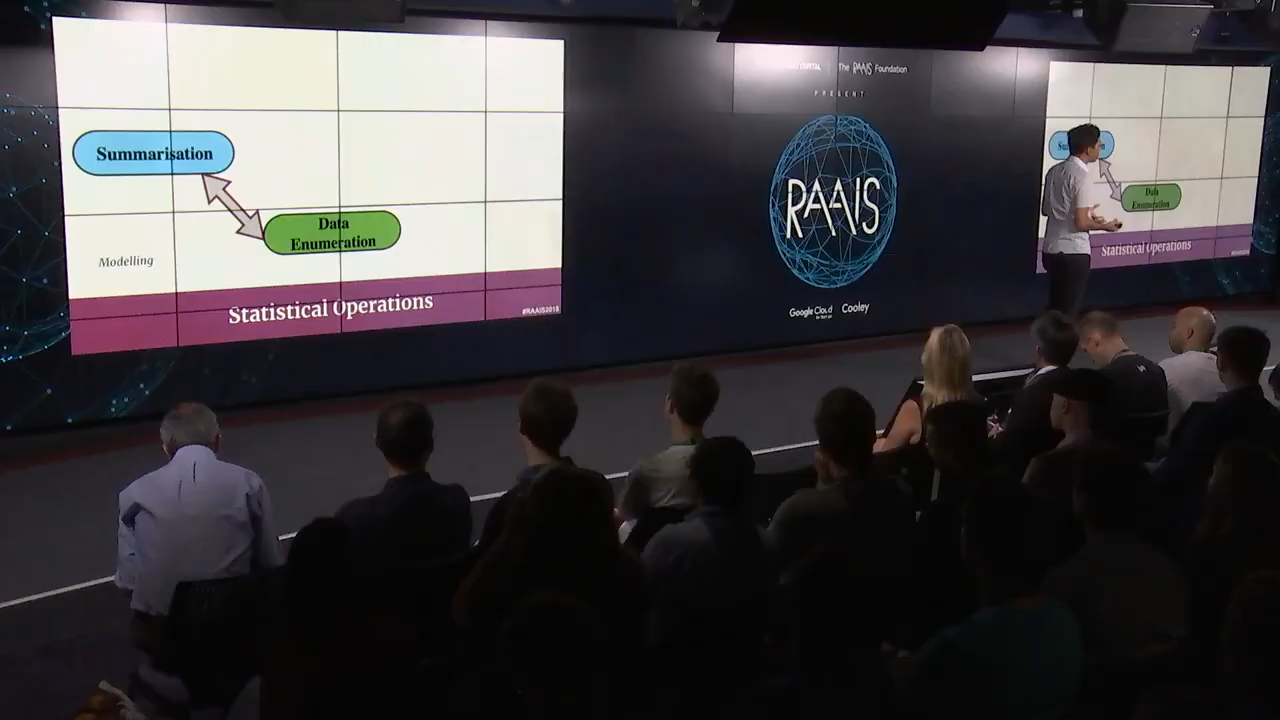 Summarisation
Data
Enumeration
Modelling
Statistical Operations
#RAAIS2018
CAPITAL | The RAAIS Foundation
PRESENT
RAAIS
Google Cloud
Cooley
Data
Enumeration
Statistical Operations